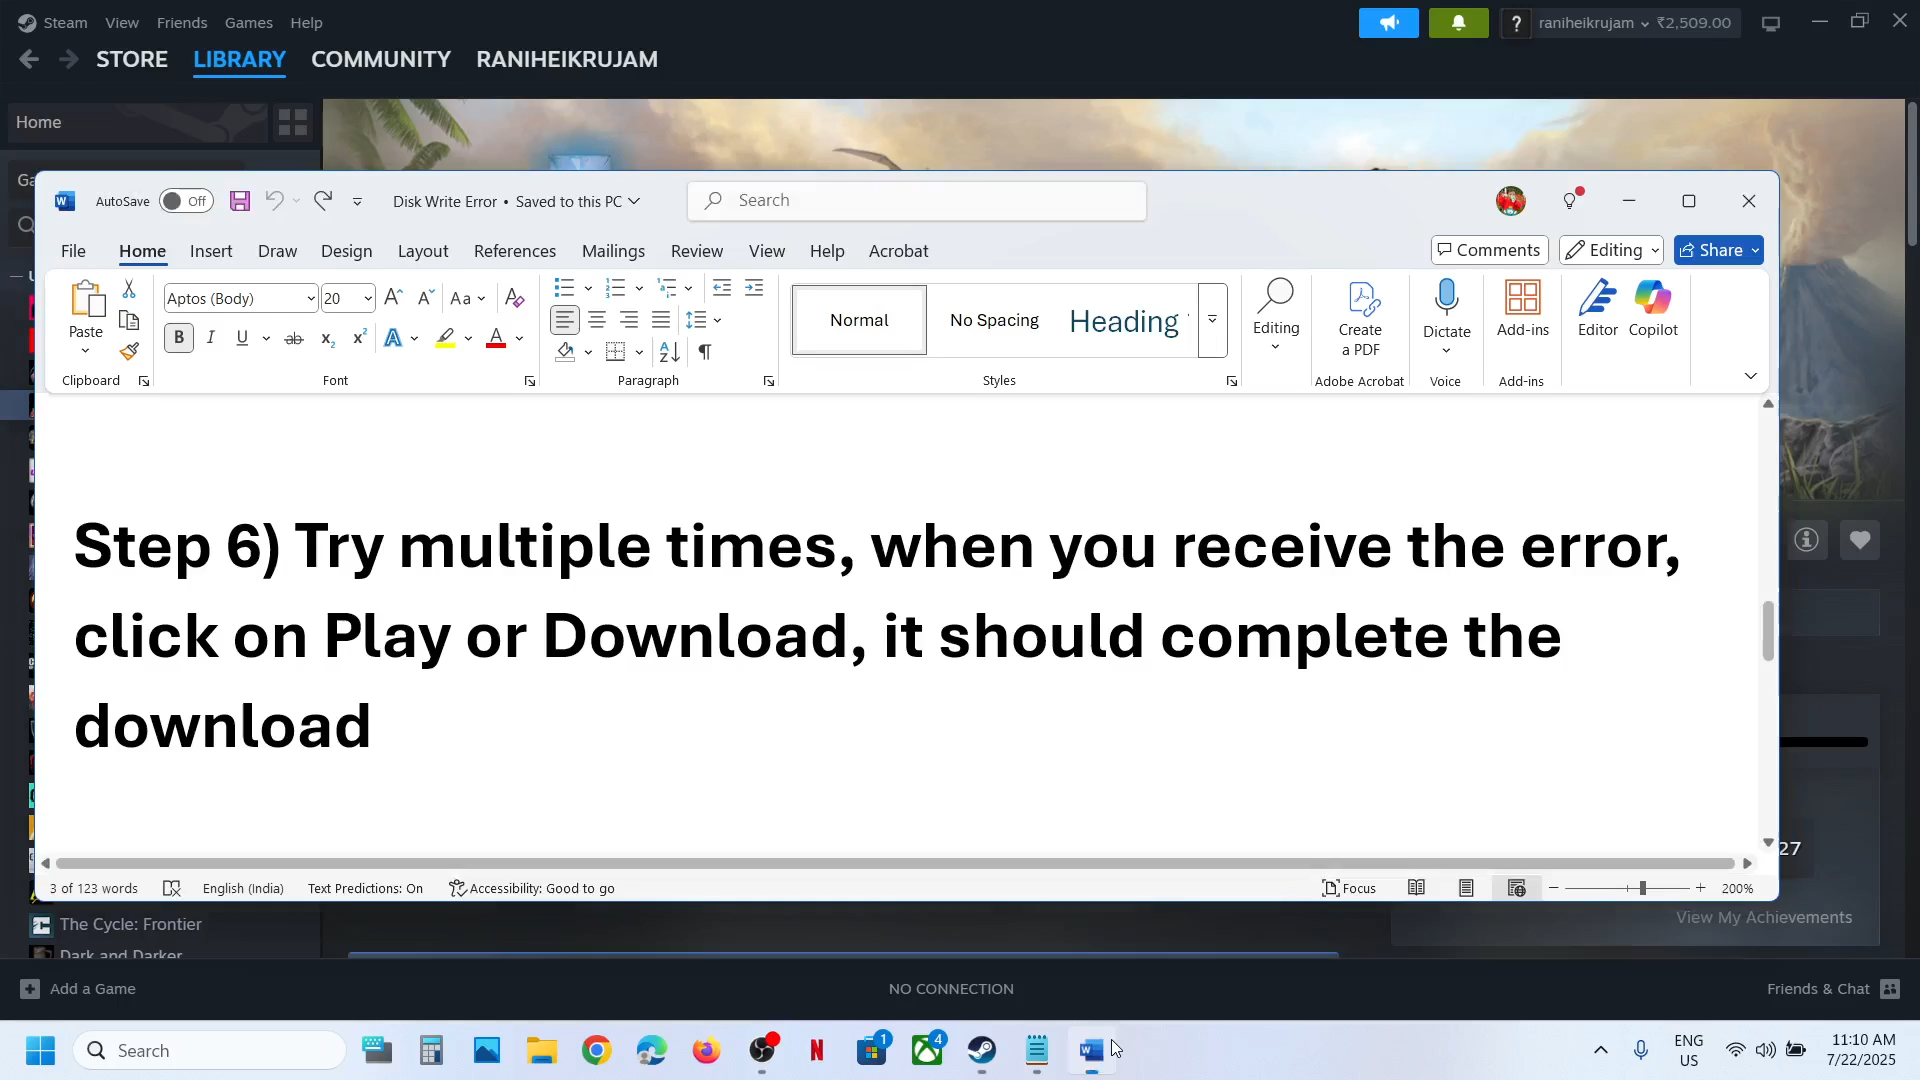 Steam View Friends Games Help
raniheikrujam ₹2,509.00
STORE LIBRARY COMMUNITY RANIHEIKRUJAM
Home
AutoSave Off
Disk Write Error • Saved to this PC
Search
File Home Insert Draw Design Layout References Mailings Review View Help Acrobat
Comments Editing Share
Paste
Aptos (Body) 20
Normal No Spacing Heading
Editing
Create a PDF
Dictate
Add-ins
Editor Copilot
Clipboard Font Paragraph Styles Adobe Acrobat Voice Add-ins
Step 6) Try multiple times, when you receive the error,
click on Play or Download, it should complete the
download
27
3 of 123 words English (India) Text Predictions: On Accessibility: Good to go Focus 200%
The Cycle: Frontier
View My Achievements
Dark and Darker
Add a Game NO CONNECTION Friends & Chat
Search
1
4
ENG
US
11:10 AM
7/22/2025